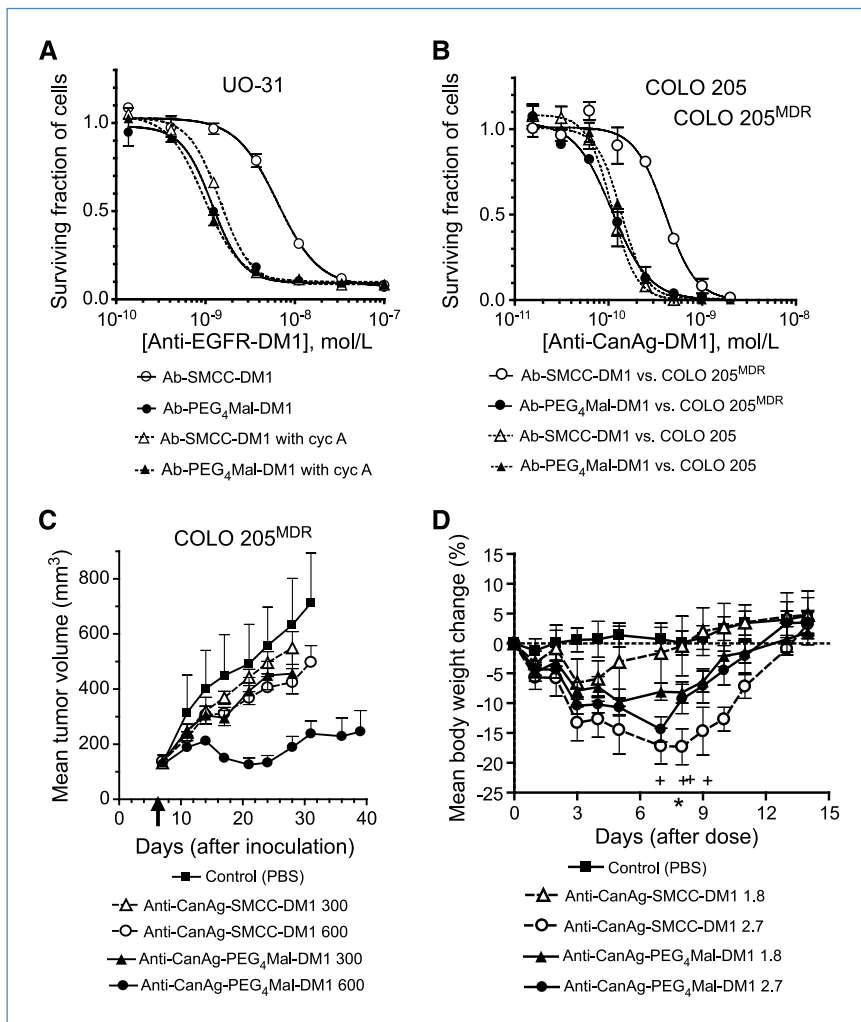 A
UO-31
Surviving fraction of cells
1.0
0.5
0.0
10⁻¹⁰ 10⁻⁹ 10⁻⁸ 10⁻⁷
[Anti-EGFR-DM1], mol/L
Ab-SMCC-DM1
Ab-PEG₄Mal-DM1
Ab-SMCC-DM1 with cyc A
Ab-PEG₄Mal-DM1 with cyc A
B
COLO 205
COLO 205ᴹᴰᴿ
Surviving fraction of cells
1.0
0.5
0.0
10⁻¹¹ 10⁻¹⁰ 10⁻⁹ 10⁻⁸
[Anti-CanAg-DM1], mol/L
Ab-SMCC-DM1 vs. COLO 205ᴹᴰᴿ
Ab-PEG₄Mal-DM1 vs. COLO 205ᴹᴰᴿ
Ab-SMCC-DM1 vs. COLO 205
Ab-PEG₄Mal-DM1 vs. COLO 205
C
COLO 205ᴹᴰᴿ
Mean tumor volume (mm³)
800
600
400
200
0
0 10 20 30 40
Days (after inoculation)
Control (PBS)
Anti-CanAg-SMCC-DM1 300
Anti-CanAg-SMCC-DM1 600
Anti-CanAg-PEG₄Mal-DM1 300
Anti-CanAg-PEG₄Mal-DM1 600
D
Mean body weight change (%)
15
10
5
0
-5
-10
-15
-20
-25
+ + + +
*
0 3 6 9 12 15
Days (after dose)
Control (PBS)
Anti-CanAg-SMCC-DM1 1.8
Anti-CanAg-SMCC-DM1 2.7
Anti-CanAg-PEG₄Mal-DM1 1.8
Anti-CanAg-PEG₄Mal-DM1 2.7